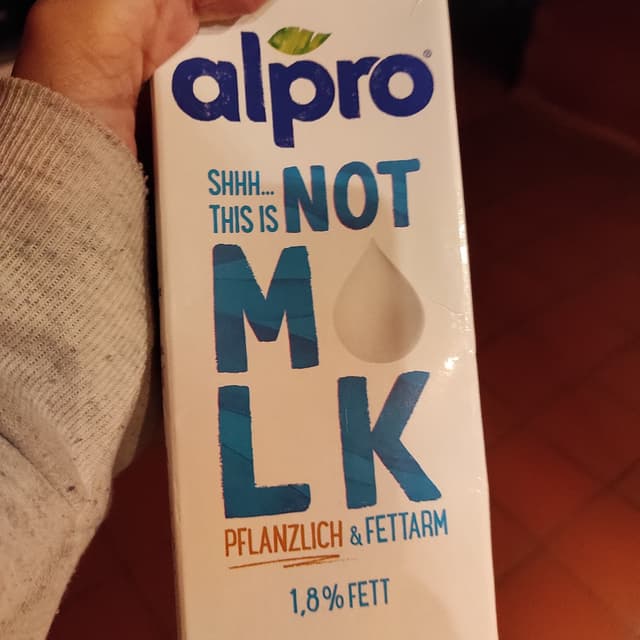 alpro®
SHHH...
THIS IS NOT
M
LK
PFLANZLICH & FETTARM
1,8% FETT